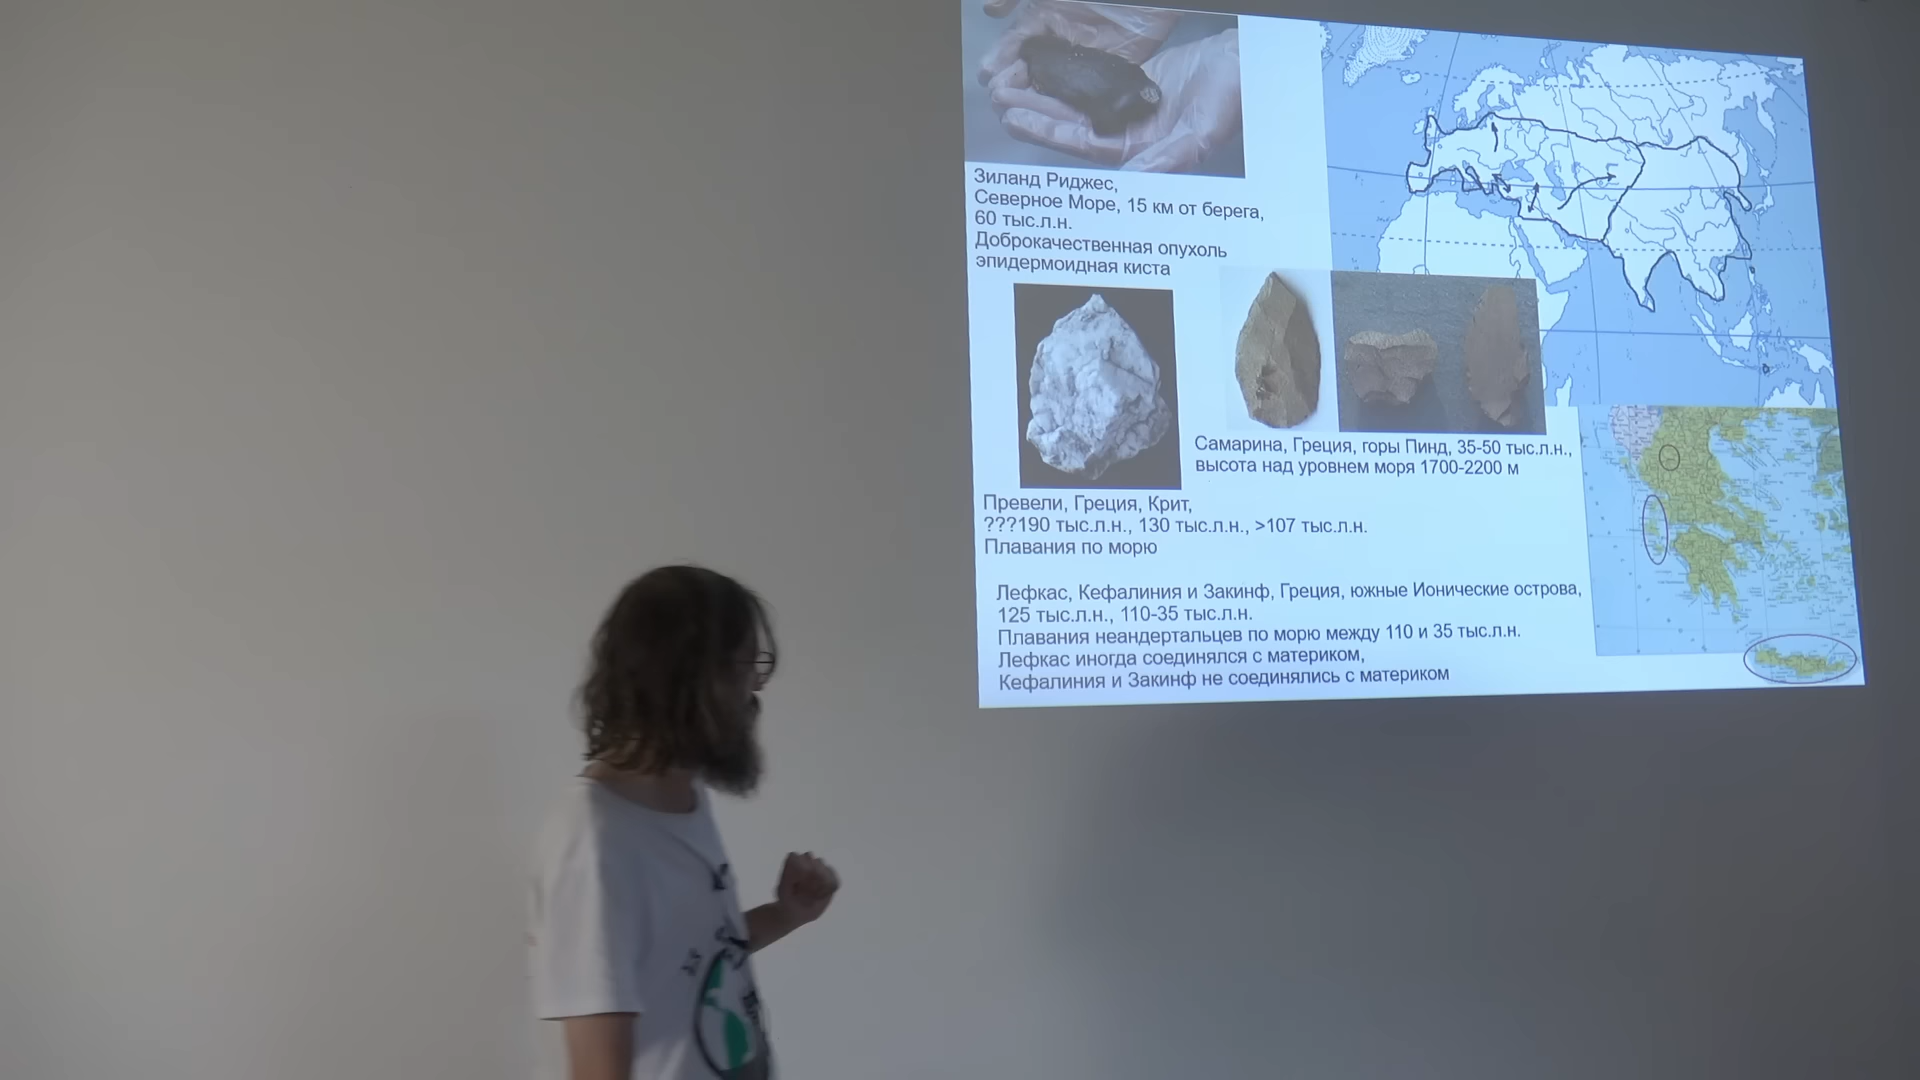 Зиланд Риджес,
Северное Море, 15 км от берега,
60 тыс.л.н.
Доброкачественная опухоль
эпидермоидная киста
Самарина, Греция, горы Пинд, 35-50 тыс.л.н.,
высота над уровнем моря 1700-2200 м
Превели, Греция, Крит,
???190 тыс.л.н., 130 тыс.л.н., >107 тыс.л.н.
Плавания по морю
Лефкас, Кефалиния и Закинф, Греция, южные Ионические острова,
125 тыс.л.н., 110-35 тыс.л.н.
Плавания неандертальцев по морю между 110 и 35 тыс.л.н.
Лефкас иногда соединялся с материком,
Кефалиния и Закинф не соединялись с материком